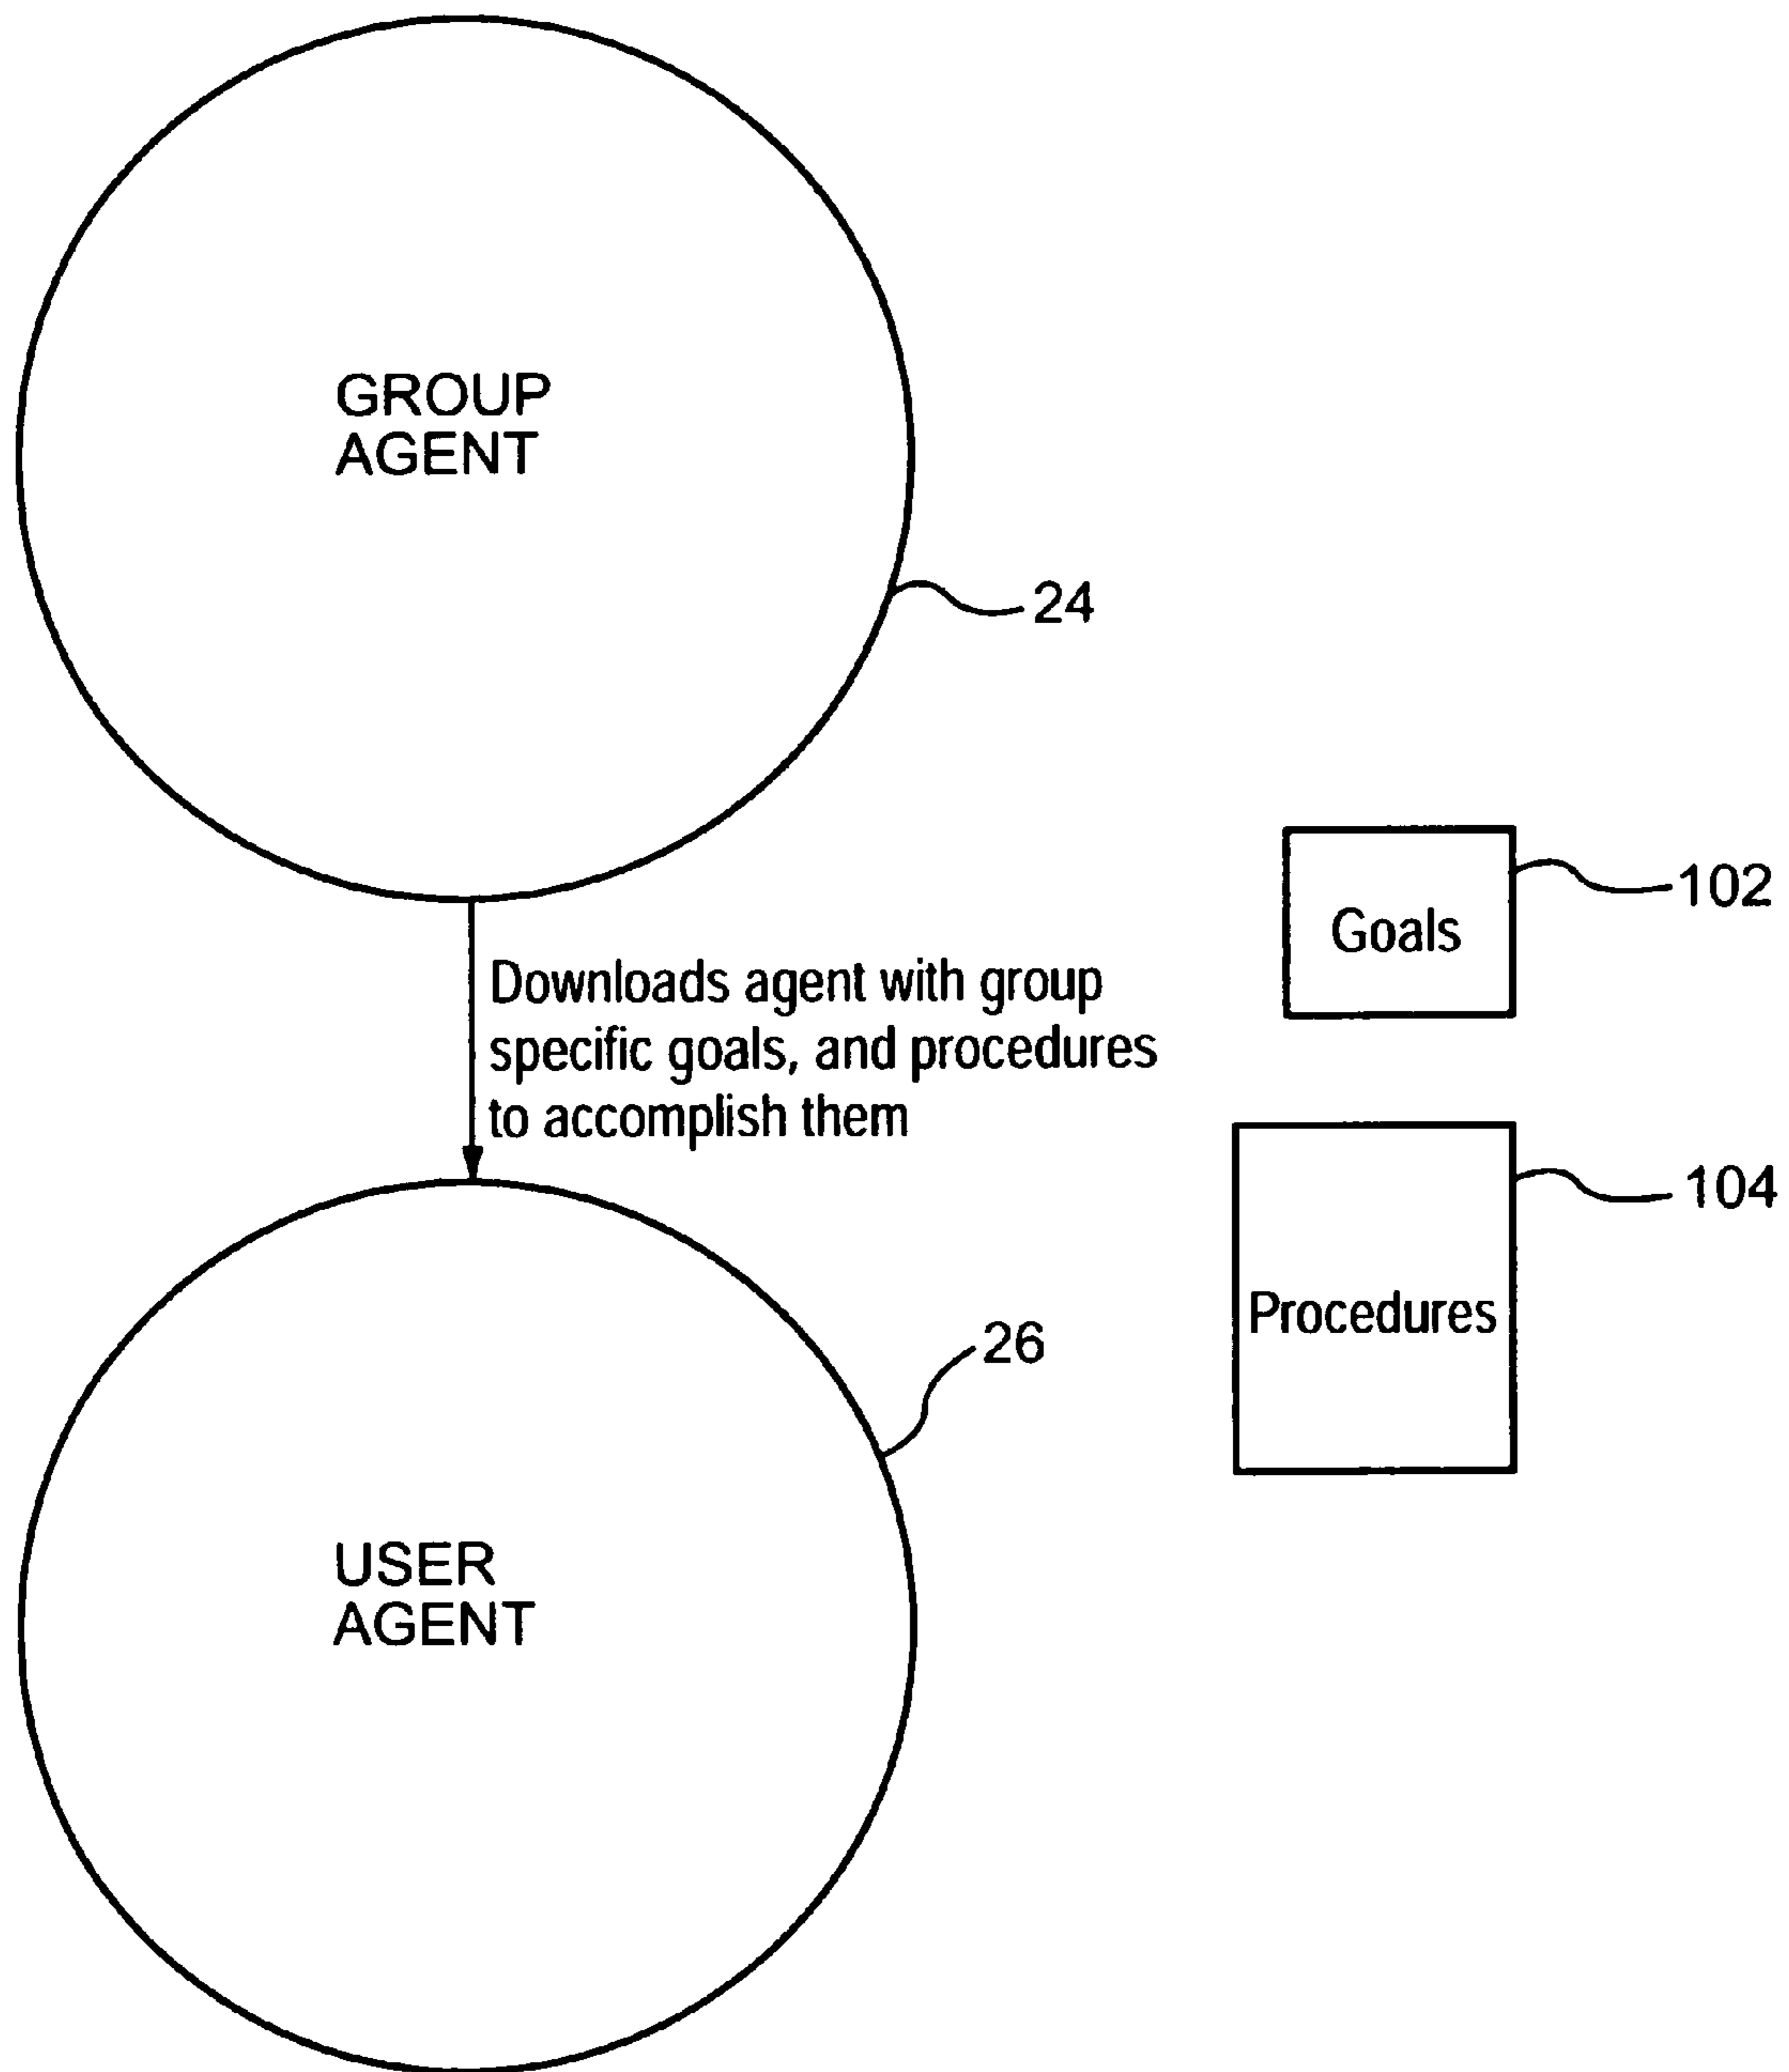 GROUP
AGENT
24
102
Goals
Downloads agent with group
specific goals, and procedures
to accomplish them
104
Procedures
26
USER
AGENT